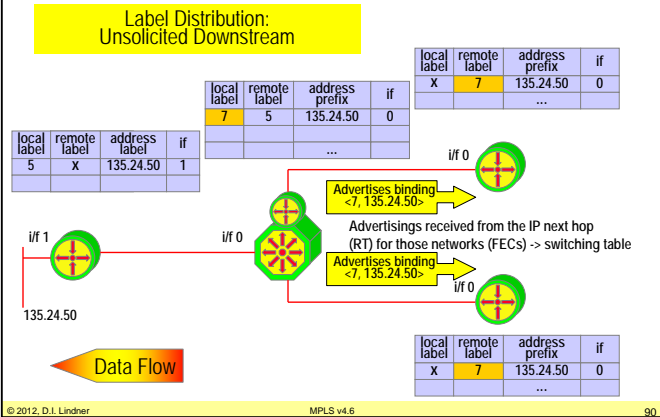 Label Distribution:
Unsolicited Downstream
local label remote label address prefix if
x 7 135.24.50 0
...
local label remote label address prefix if
7 5 135.24.50 0
...
local label remote label address label if
5 x 135.24.50 1
i/f 0
Advertises binding
<7, 135.24.50>
i/f 1
i/f 0
Advertisings received from the IP next hop
(RT) for those networks (FECs) -> switching table
Advertises binding
<7, 135.24.50>
i/f 0
135.24.50
Data Flow
local label remote label address prefix if
x 7 135.24.50 0
...
© 2012, D.I. Lindner
MPLS v4.6
90